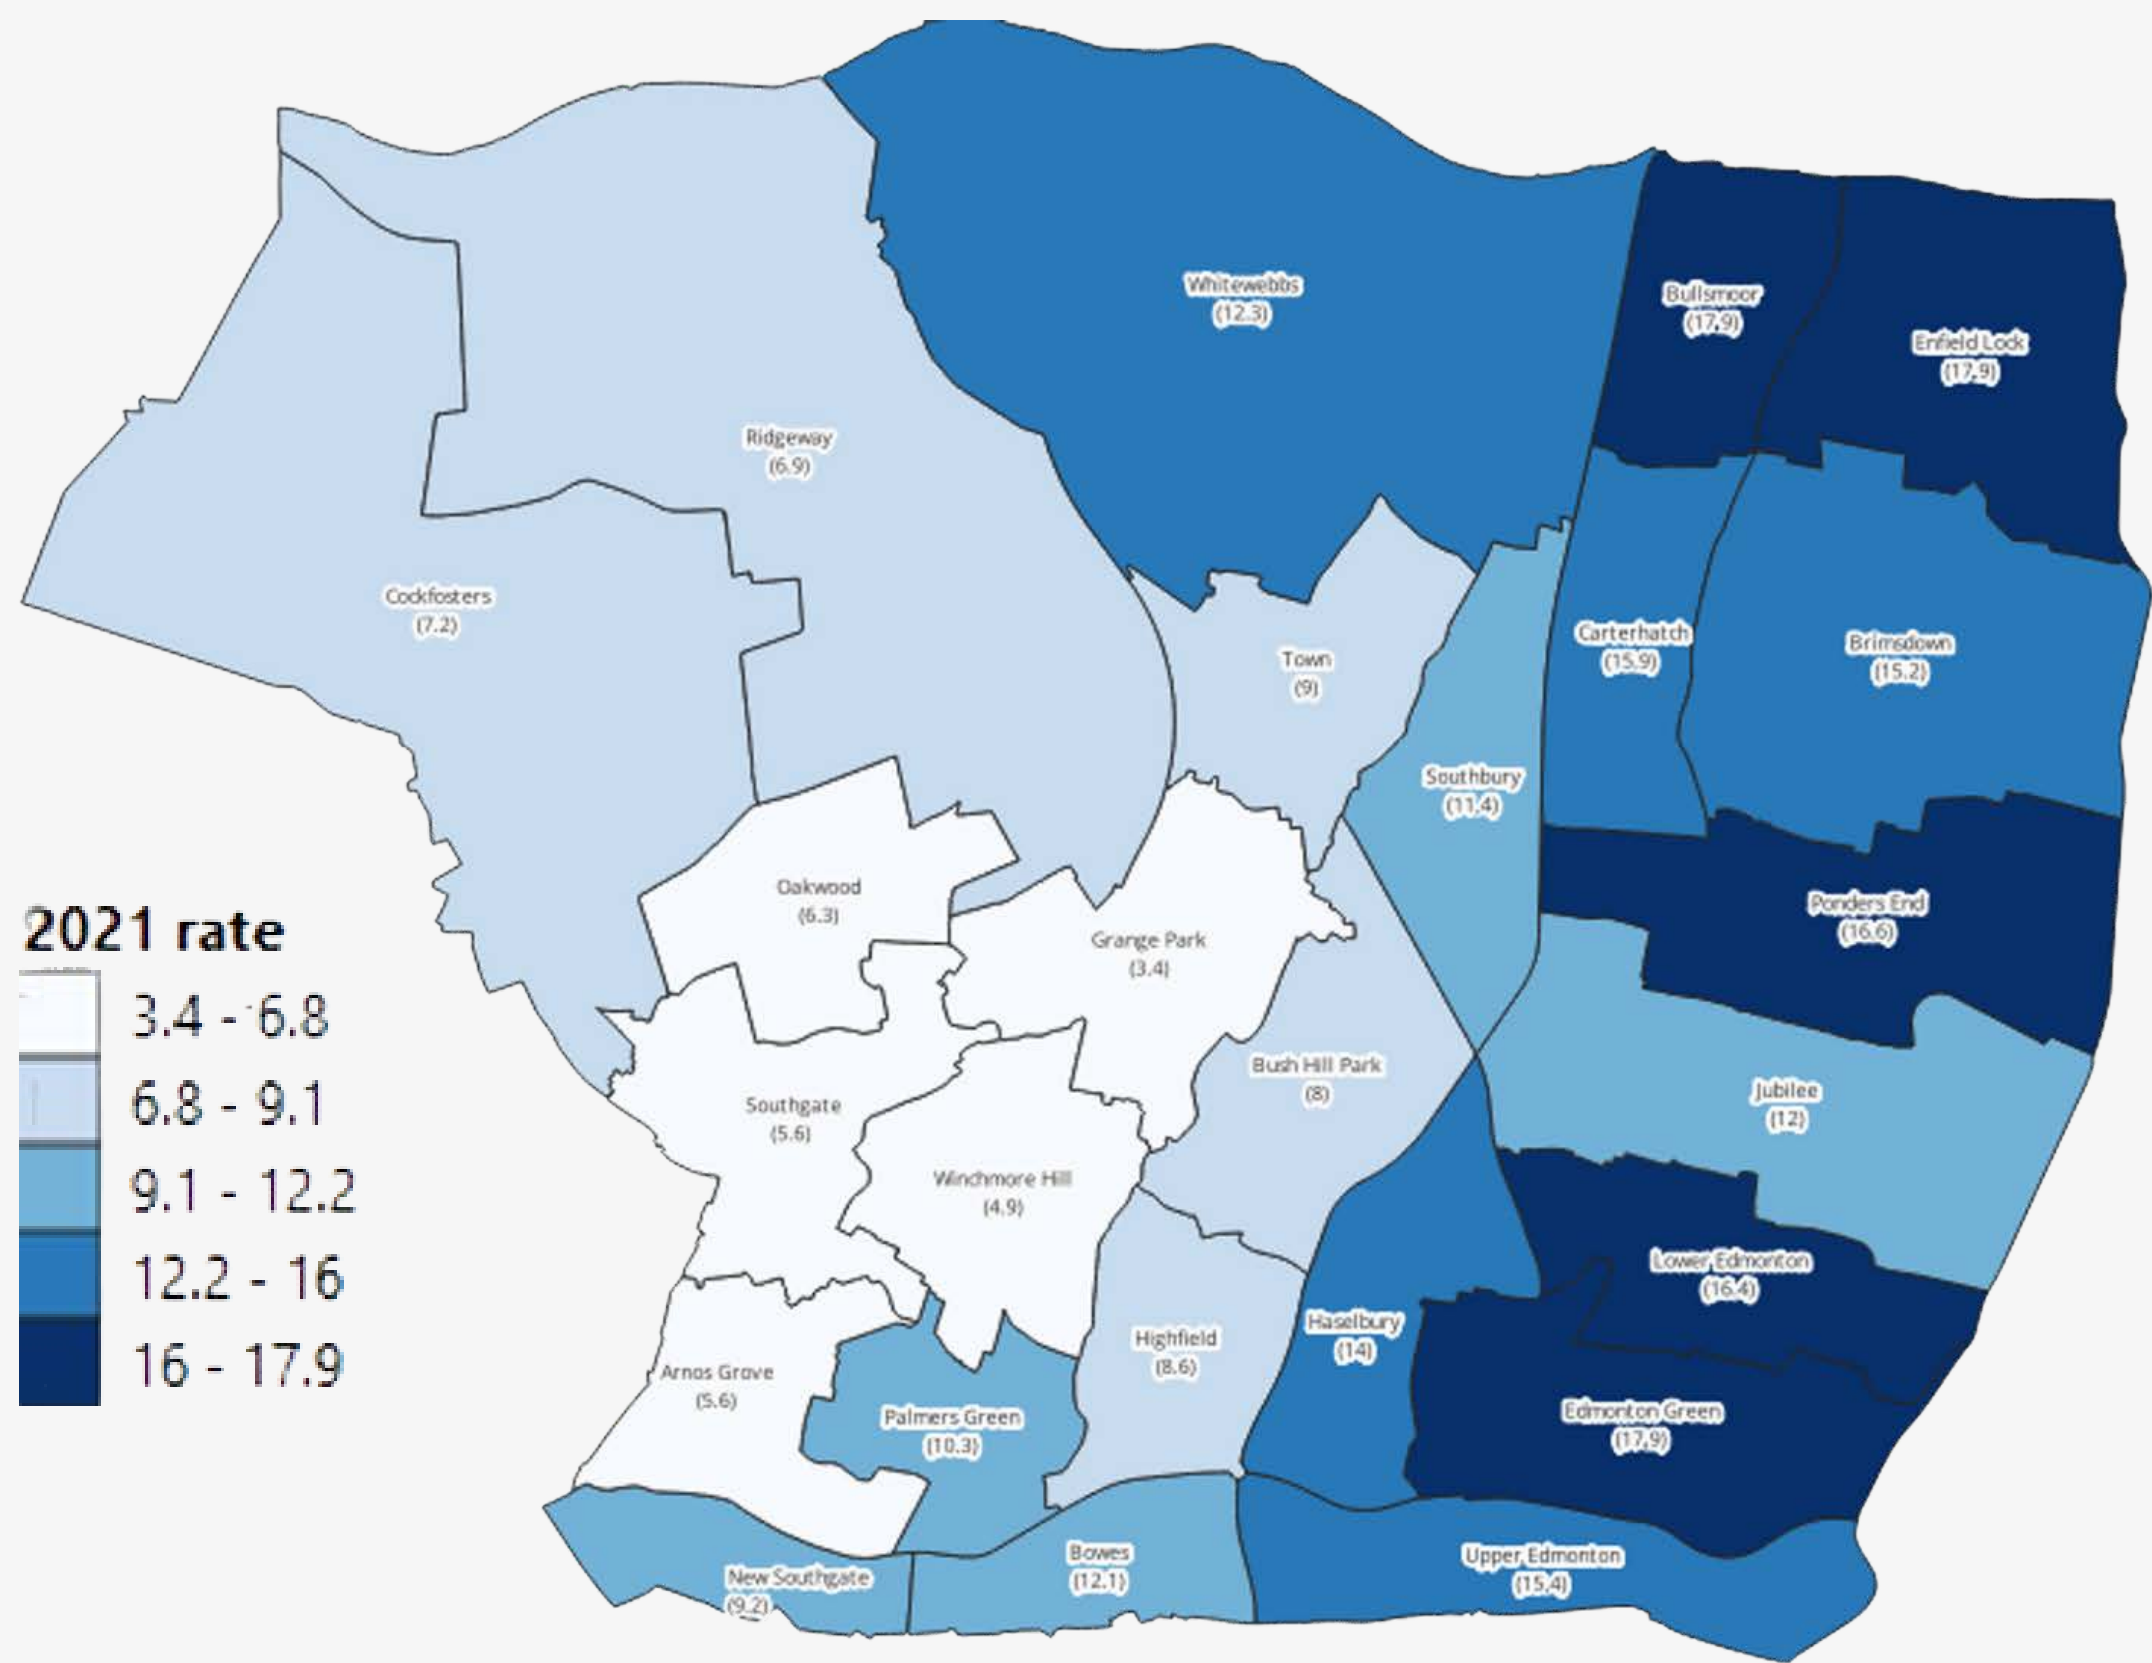 Whitewebbs
(12.3)
Bullsmoor
(17.9)
Enfield Lock
(17.9)
Ridgeway
(6.9)
Cockfosters
(7.2)
Town
(9)
Carterhatch
(15.9)
Brimsdown
(15.2)
Southbury
(11.4)
Oakwood
(6.3)
Grange Park
(3.4)
Ponders End
(16.6)
2021 rate
3.4 - 6.8
6.8 - 9.1
9.1 - 12.2
12.2 - 16
16 - 17.9
Southgate
(5.6)
Bush Hill Park
(8)
Jubilee
(12)
Winchmore Hill
(4.9)
Lower Edmonton
(16.4)
Arnos Grove
(5.6)
Highfield
(8.6)
Haselbury
(14)
Palmers Green
(10.3)
Edmonton Green
(17.9)
New Southgate
(9.2)
Bowes
(12.1)
Upper Edmonton
(15.4)